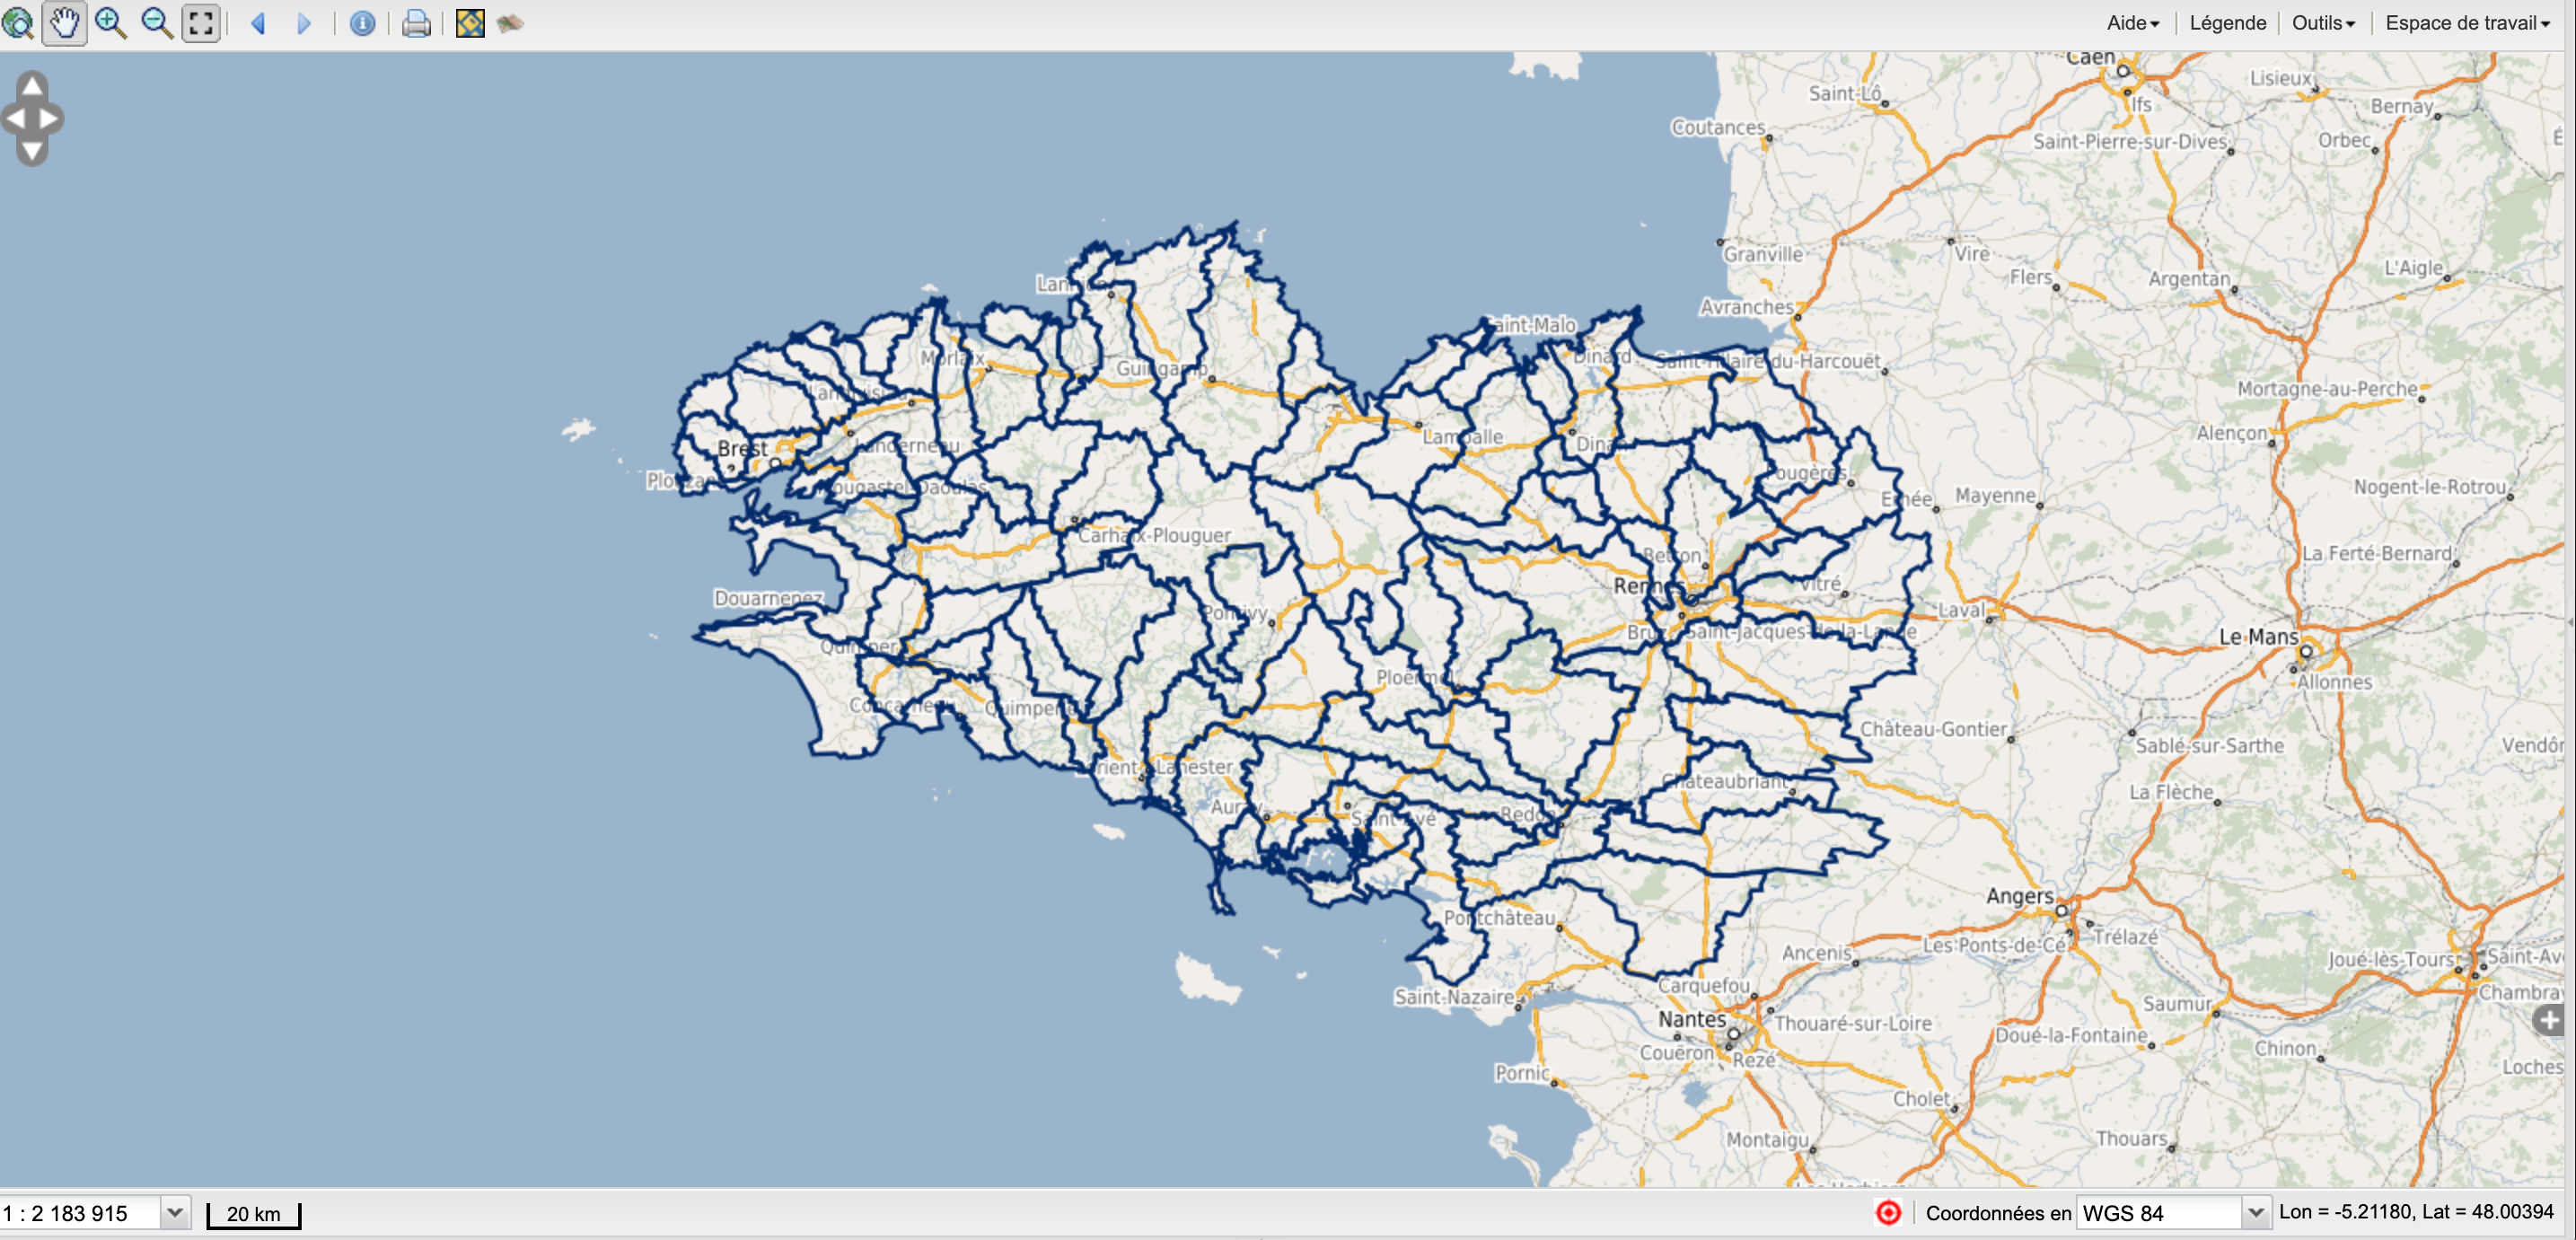 Aide
Légende
Outils
Espace de travail
Caen
Lisieux
Saint-Lô
Ifs
Bernay
Coutances
Saint-Pierre-sur-Dives
Orbec
Granville
Vire
Flers
Argentan
L'Aigle
Avranches
Saint-Malo
Dinard
Saint-Hilaire-du-Harcouët
Morlaix
Guingamp
Mortagne-au-Perche
Lamballe
Dinan
Alençon
Brest
Landerneau
Nogent-le-Rotrou
Mayenne
Ernée
Carhaix-Plouguer
Betton
La Ferté-Bernard
Rennes
Vitré
Douarnenez
Pontivy
Laval
Bruz
Saint-Jacques-de-la-Lande
Le Mans
Quimper
Ploërmel
Allonnes
Concarneau
Quimperlé
Château-Gontier
Sablé-sur-Sarthe
Vendôm
Lanester
Châteaubriant
La Flèche
Auray
Saint-Avé
Redon
Angers
Pontchâteau
Trélazé
Les Ponts-de-Cé
Ancenis
Joué-lès-Tours
Saint-Av
Carquefou
Chambray
Saint-Nazaire
Saumur
Nantes
Thouaré-sur-Loire
Doué-la-Fontaine
Couëron
Rezé
Chinon
Pornic
Loches
Cholet
Montaigu
Thouars
1 : 2 183 915
20 km
Coordonnées en
WGS 84
Lon = -5.21180, Lat = 48.00394